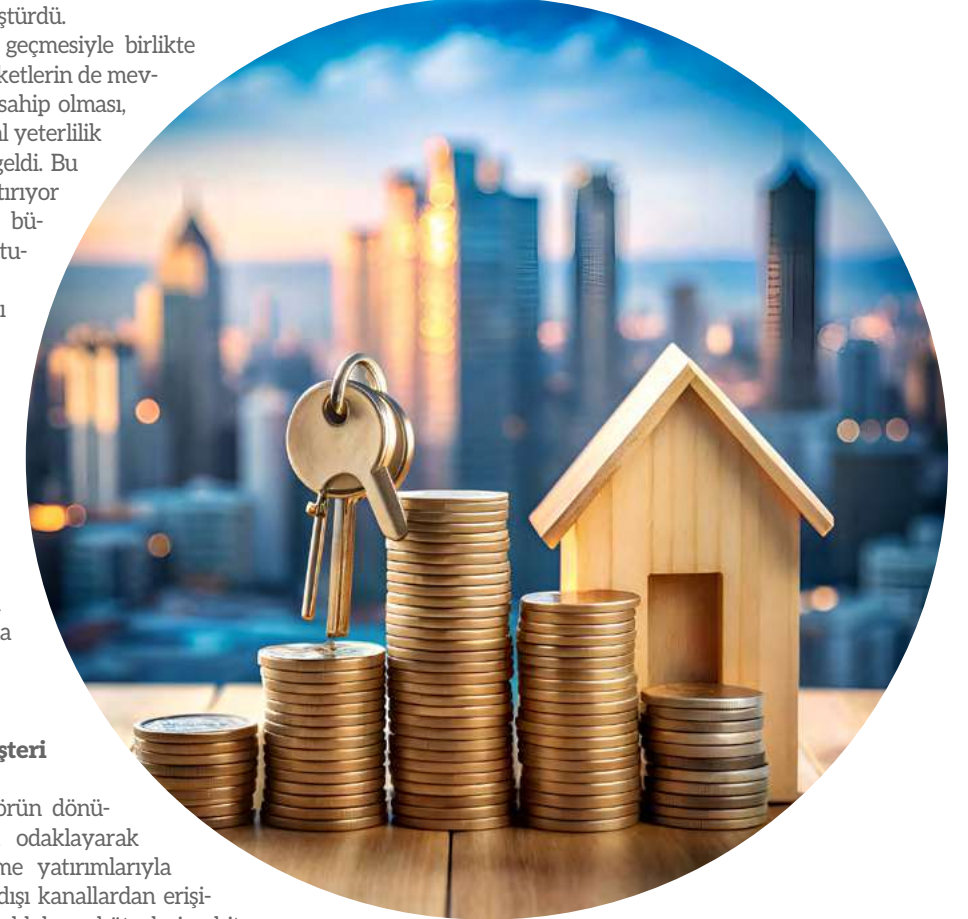 ştürdü.
geçmesiyle birlikte
ketlerin de mev-
sahip olması,
al yeterlilik
geldi. Bu
tırıyor
bü-
tu-
ı
a
şteri
örün dönü-
odaklayarak
me yatırımlarıyla
dışı kanallardan erişi-